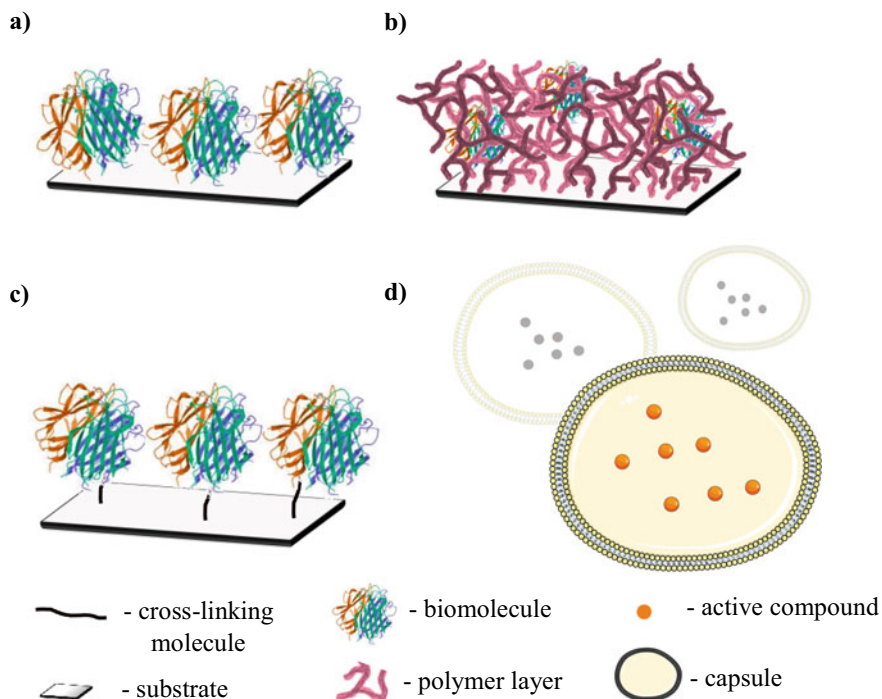 a)
b)
c)
d)
- cross-linking
molecule
- biomolecule
- active compound
- substrate
- polymer layer
- capsule